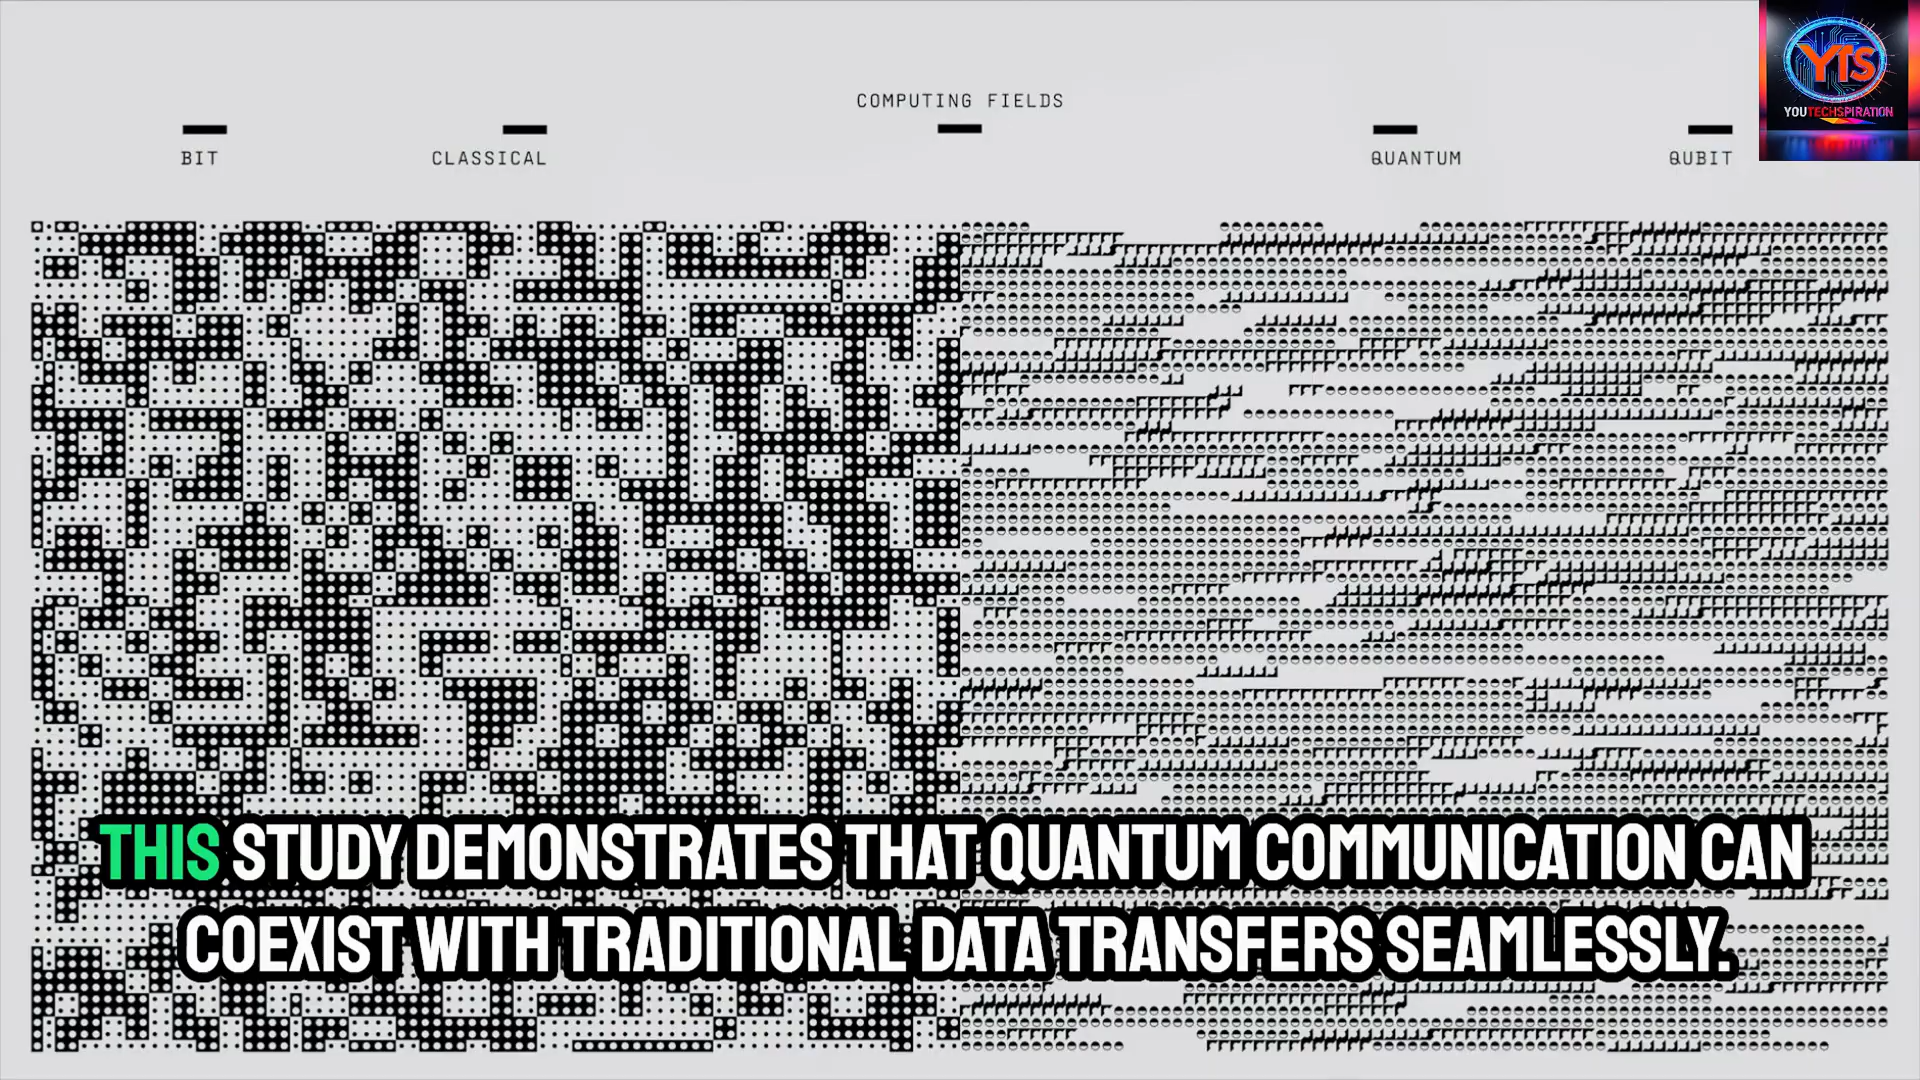 COMPUTING FIELDS
BIT
CLASSICAL
QUANTUM
QUBIT
YTS
YOUTECHSPIRATION
THIS STUDY DEMONSTRATES THAT QUANTUM COMMUNICATION CAN
COEXIST WITH TRADITIONAL DATA TRANSFERS SEAMLESSLY.